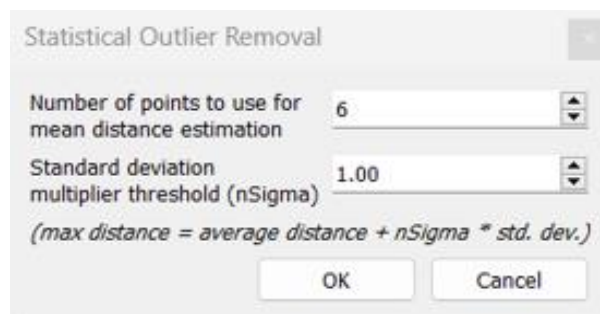 Statistical Outlier Removal
Number of points to use for
mean distance estimation
6
Standard deviation
multiplier threshold (nSigma)
1.00
(max distance = average distance + nSigma * std. dev.)
OK
Cancel